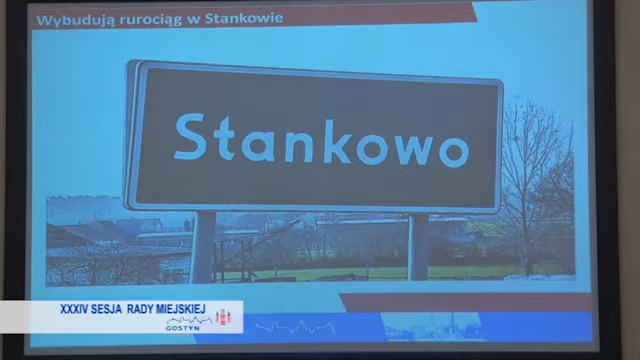 Wybudują rurociąg w Stankowie
Stankowo
XXXIV SESJA RADY MIEJSKIEJ
GOSTYŃ